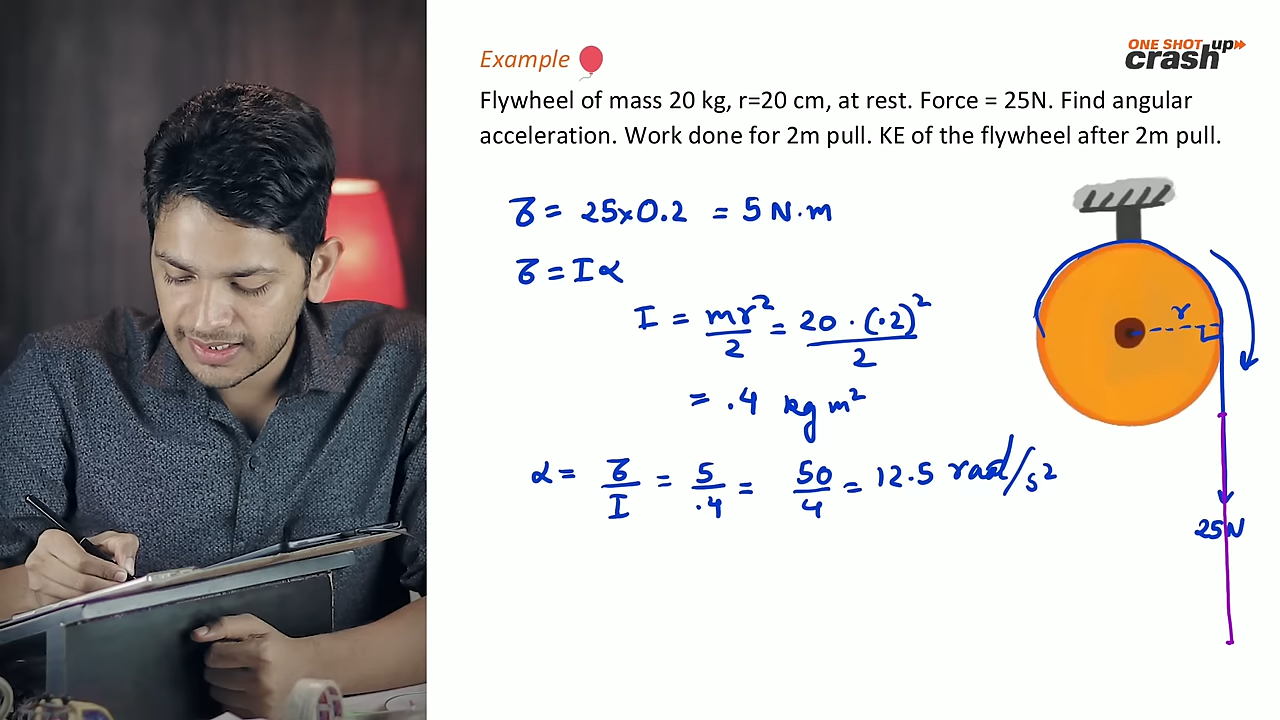 Example
ONE SHOT
crash up
Flywheel of mass 20 kg, r=20 cm, at rest. Force = 25N. Find angular
acceleration. Work done for 2m pull. KE of the flywheel after 2m pull.
τ = 25×0.2 = 5 N·m
τ = Iα
I = mr²/2 = 20·(.2)²/2
= .4 kg m²
r
α = τ/I = 5/.4 = 50/4 = 12.5 rad/s²
25N